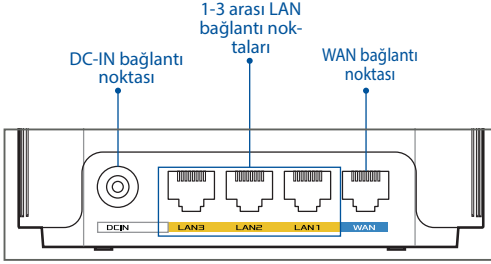 1-3 arası LAN
bağlantı nok-
taları
DC-IN bağlantı
noktası
WAN bağlantı
noktası
DCIN
LAN3
LAN2
LAN1
WAN